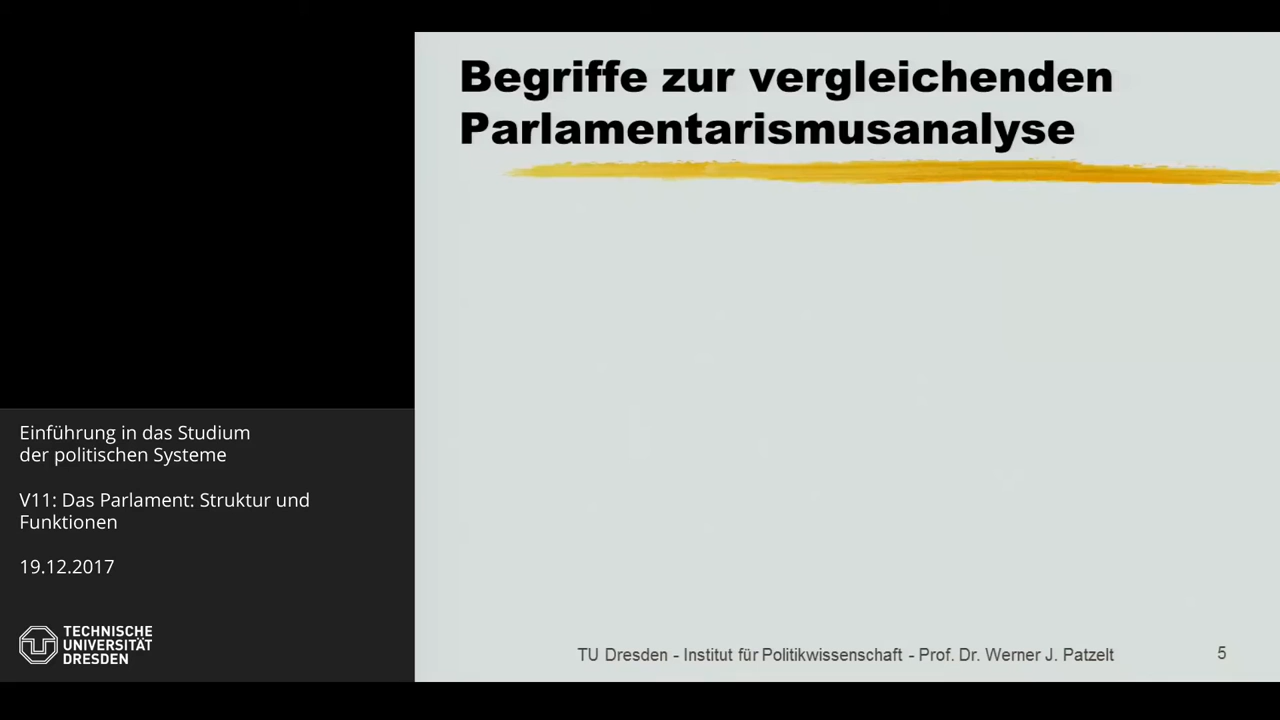 Begriffe zur vergleichenden
Parlamentarismusanalyse
Einführung in das Studium
der politischen Systeme
V11: Das Parlament: Struktur und
Funktionen
19.12.2017
TECHNISCHE
UNIVERSITÄT
DRESDEN
TU Dresden - Institut für Politikwissenschaft - Prof. Dr. Werner J. Patzelt
5